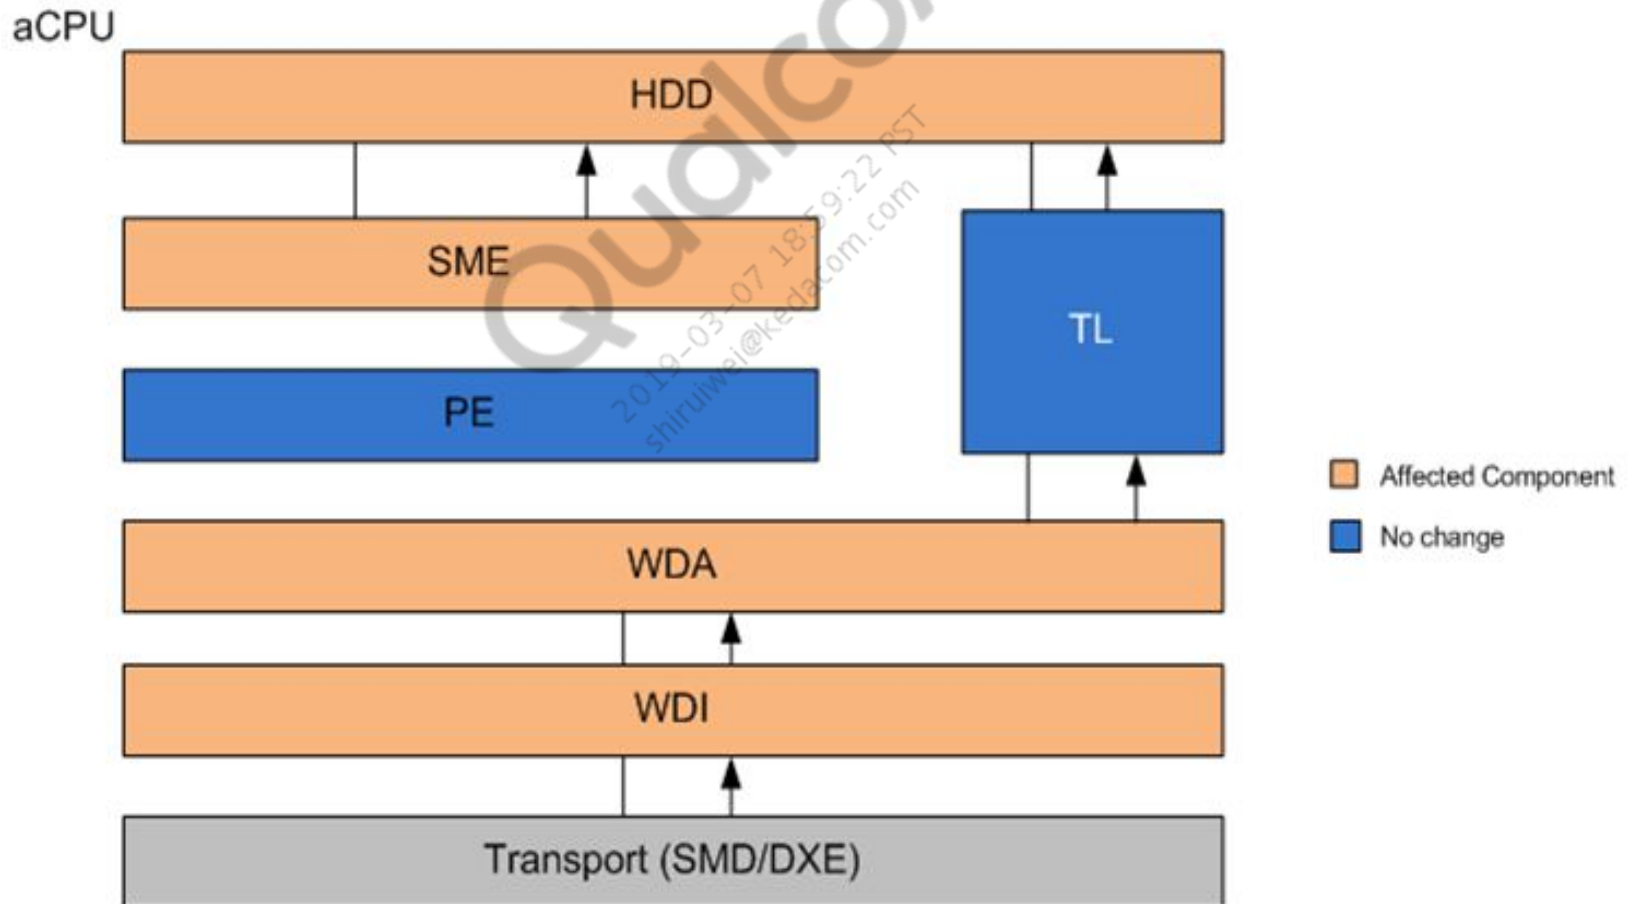 aCPU
HDD
SME
TL
PE
Affected Component
No change
WDA
WDI
Transport (SMD/DXE)
2019-03-07 18:59:22 PST
shiruiwei@kedacom.com